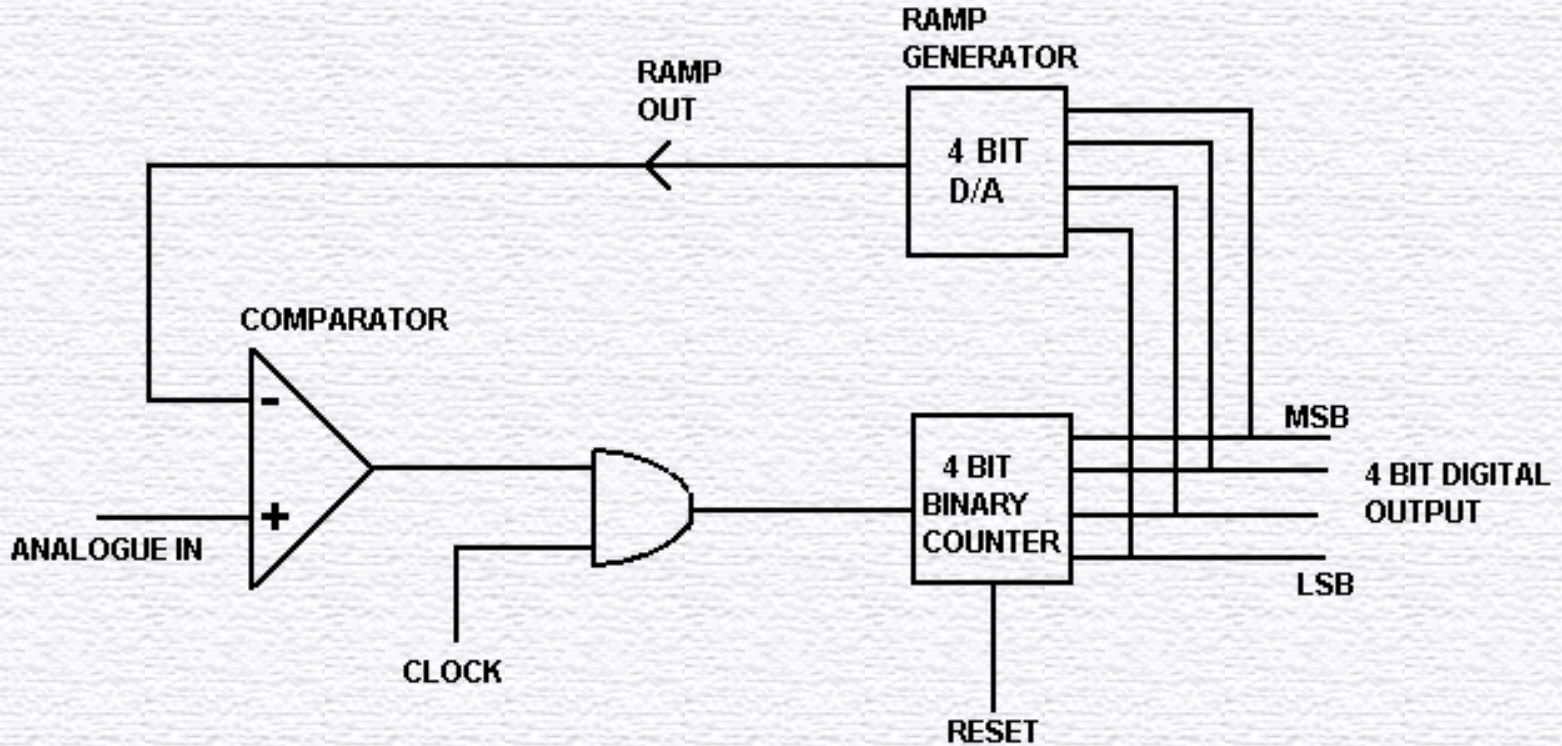 RAMP
GENERATOR
RAMP
OUT
4 BIT
D/A
COMPARATOR
-
+
ANALOGUE IN
CLOCK
4 BIT
BINARY
COUNTER
MSB
4 BIT DIGITAL
OUTPUT
LSB
RESET